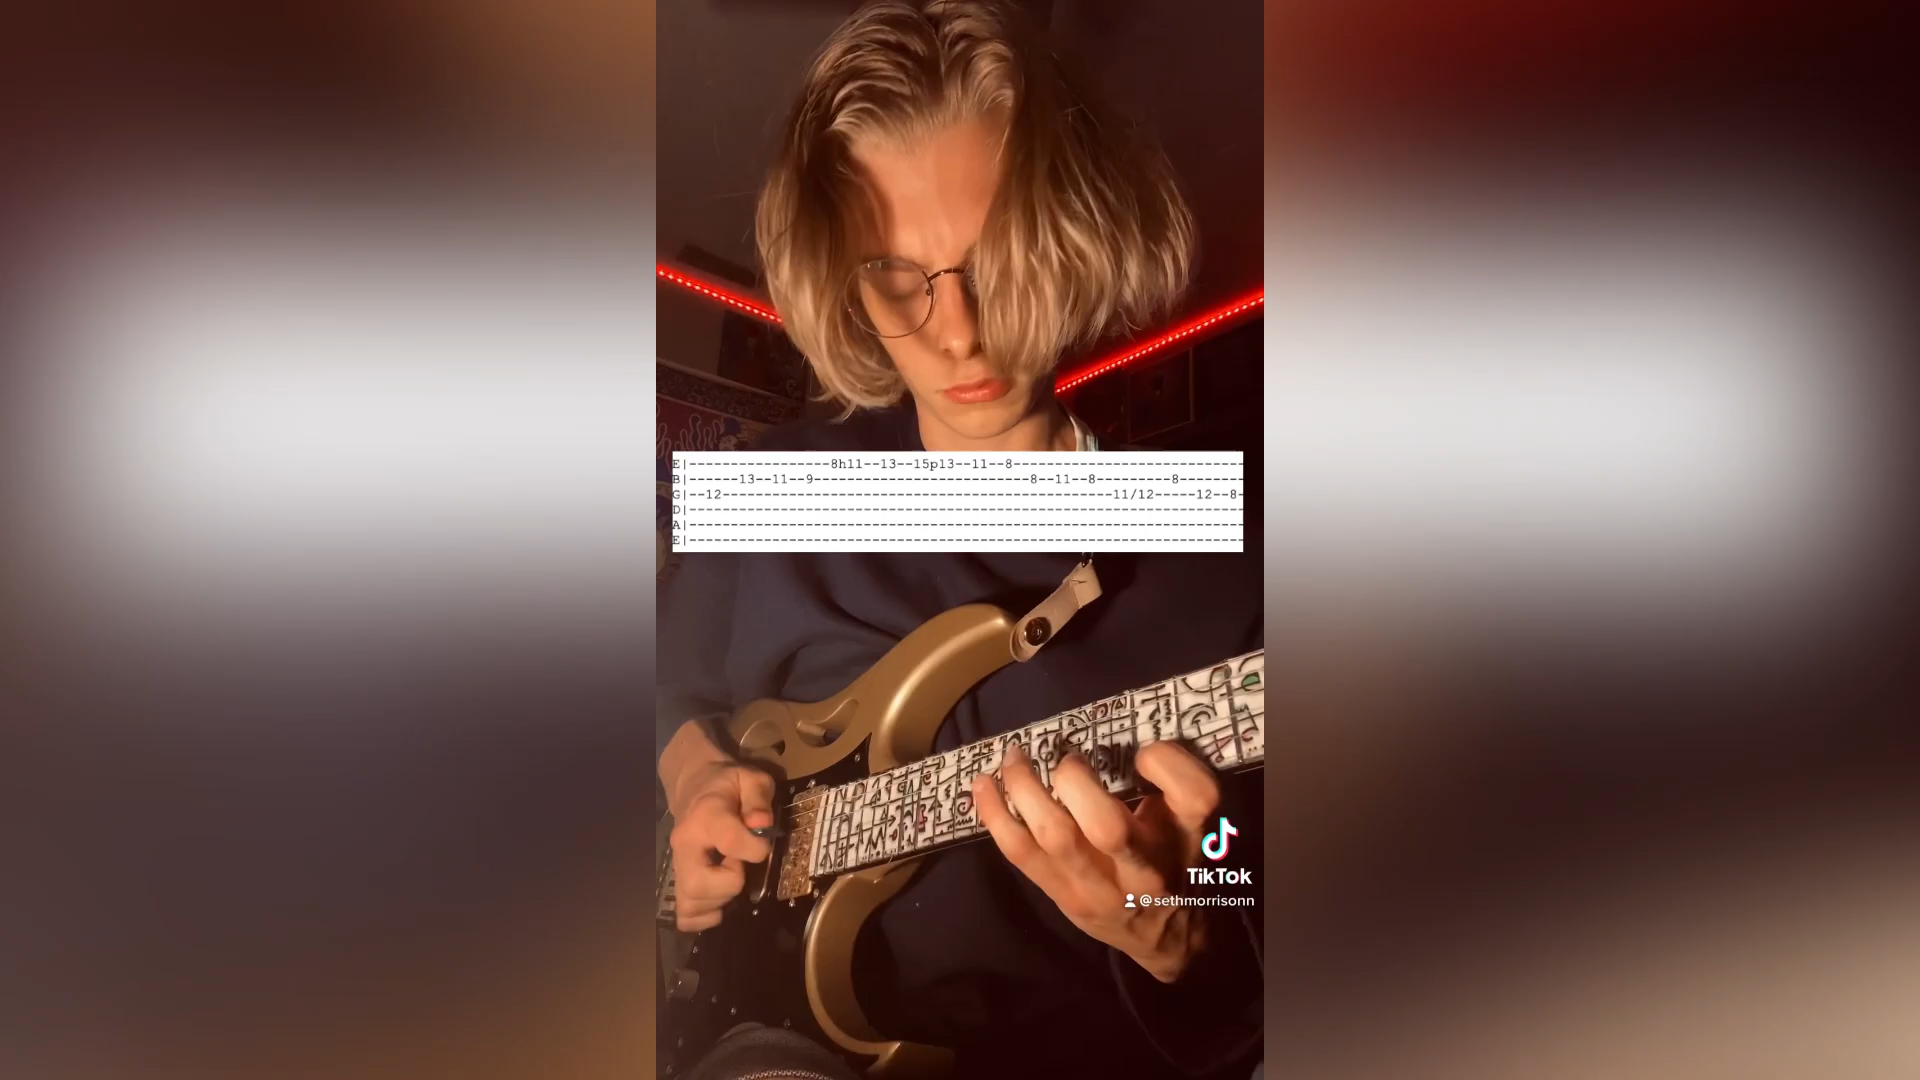 E|-----------------8h11--13--15p13--11--8----------------------------
B|------13--11--9--------------------------8--11--8---------8--------
G|--12-----------------------------------------------11/12-----12--8-
D|-------------------------------------------------------------------
A|-------------------------------------------------------------------
E|-------------------------------------------------------------------
TikTok
@sethmorrisonn